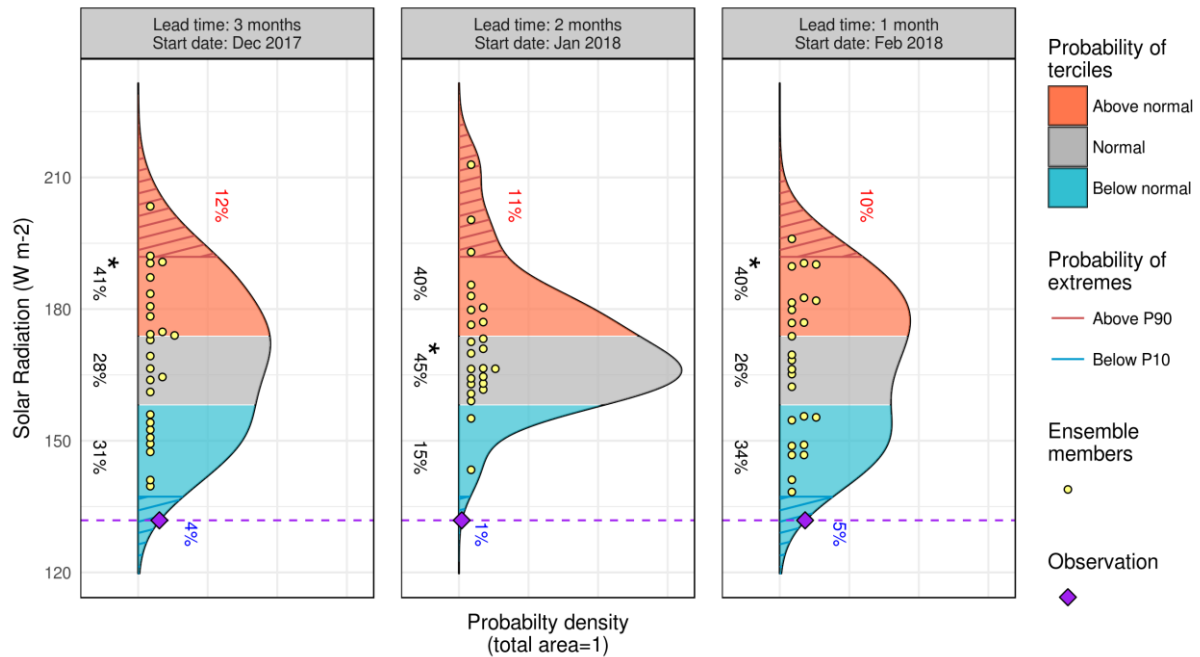 Lead time: 3 months
Start date: Dec 2017
Lead time: 2 months
Start date: Jan 2018
Lead time: 1 month
Start date: Feb 2018
Solar Radiation (W m-2)
210
180
150
120
12%
*
41%
28%
31%
4%
11%
40%
*
45%
15%
1%
10%
*
40%
26%
34%
5%
Probabilty density
(total area=1)
Probability of
terciles
Above normal
Normal
Below normal
Probability of
extremes
Above P90
Below P10
Ensemble
members
Observation